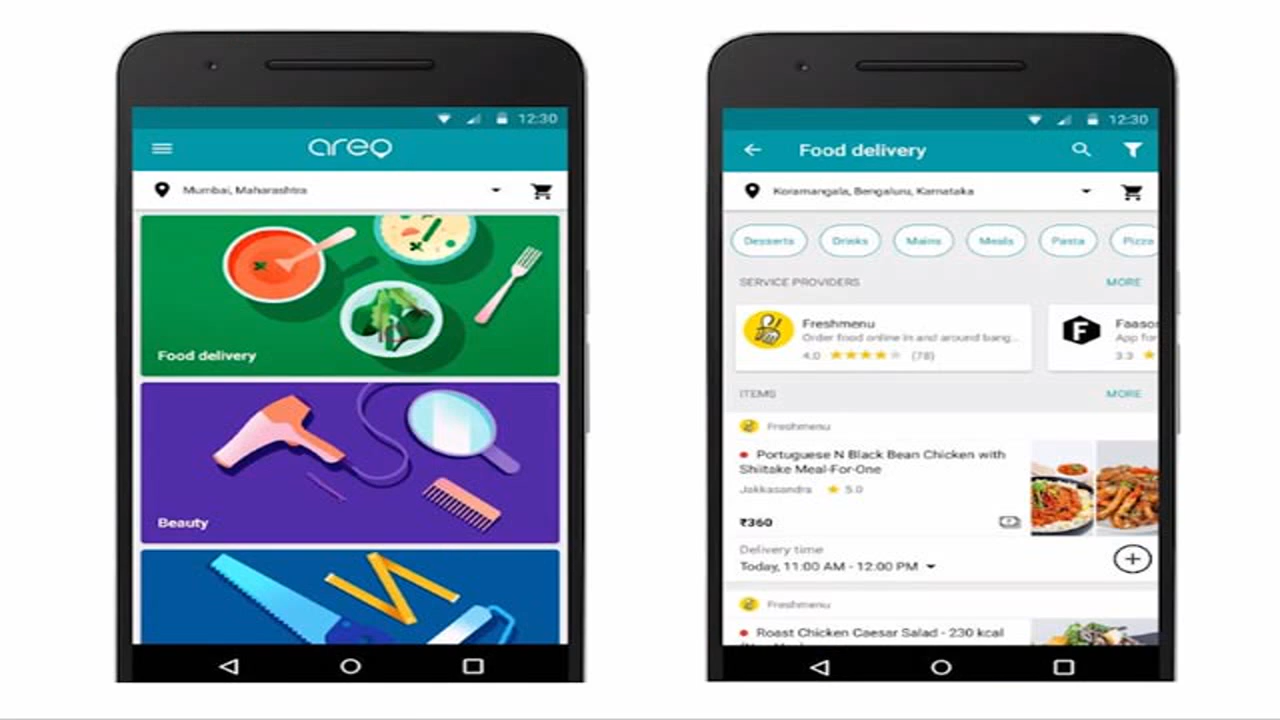 12:30
areo
Mumbai, Maharashtra
Food delivery
Beauty
12:30
Food delivery
Koramangala, Bengaluru, Karnataka
Desserts Drinks Mains Meals Pasta Pizza
SERVICE PROVIDERS MORE
Freshmenu
Order food online in and around bang...
4.0 (78)
F
Faaso
App for
3.3
ITEMS MORE
Freshmenu
Portuguese N Black Bean Chicken with
Shiitake Meal-For-One
Jakkasandra 5.0
₹360
Delivery time
Today, 11:00 AM - 12:00 PM
Freshmenu
Roast Chicken Caesar Salad - 230 kcal